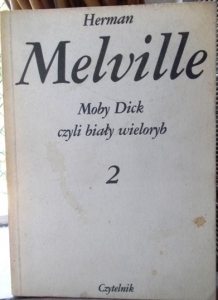 Herman
Melville
Moby Dick
czyli biały wieloryb
2
Czytelnik